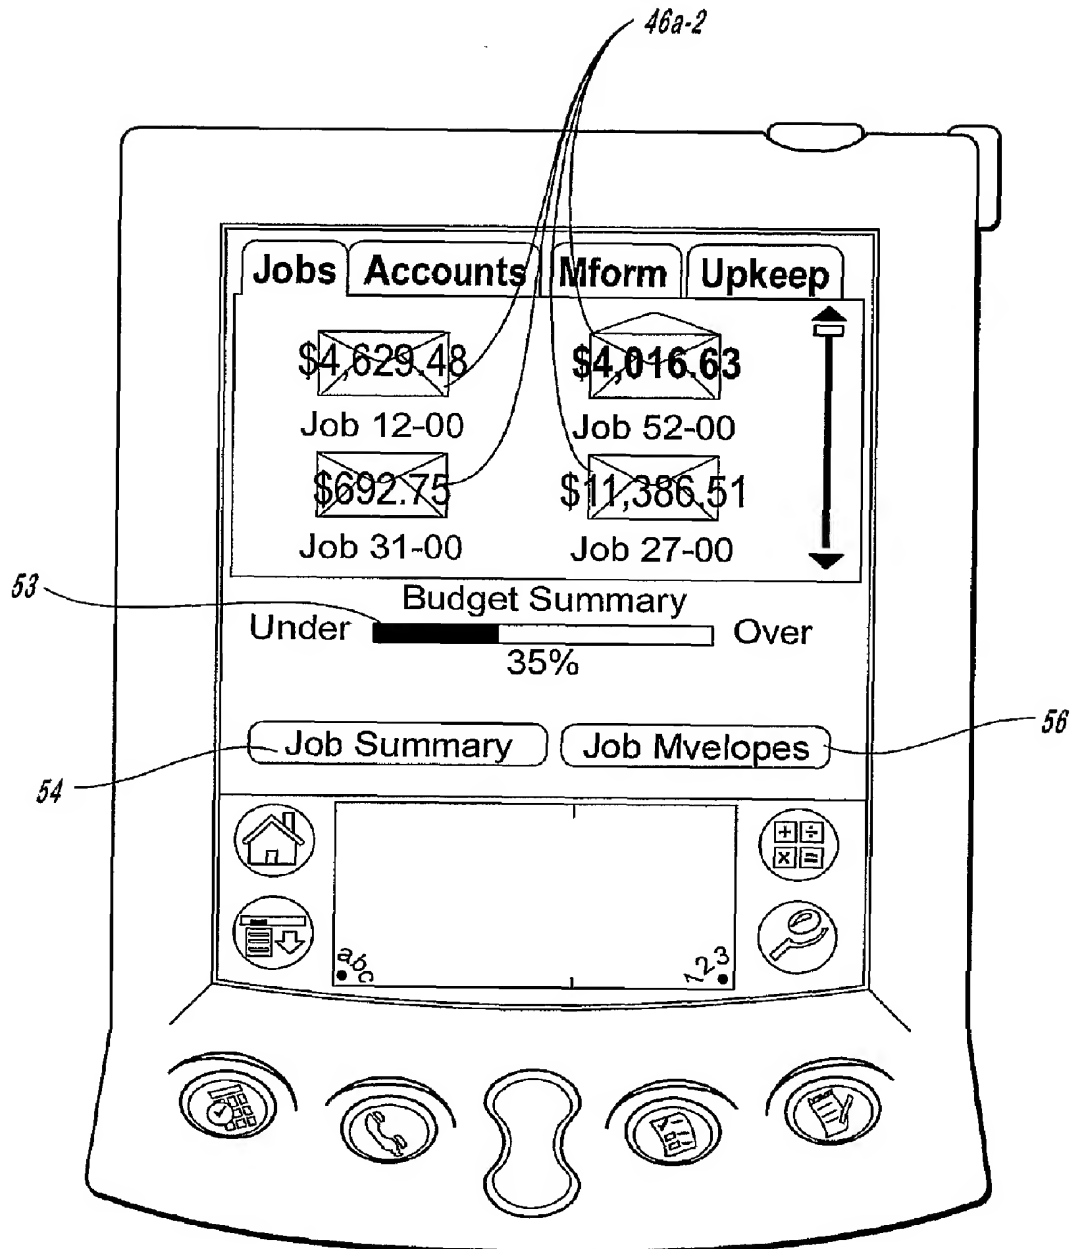 46a-2
Jobs Accounts Mform Upkeep
$4,629.48 $4,016.63
Job 12-00 Job 52-00
$692.75 $11,386.51
Job 31-00 Job 27-00
53
Budget Summary
Under Over
35%
56
Job Summary Job Mvelopes
54
+ ÷
x =
abc 123